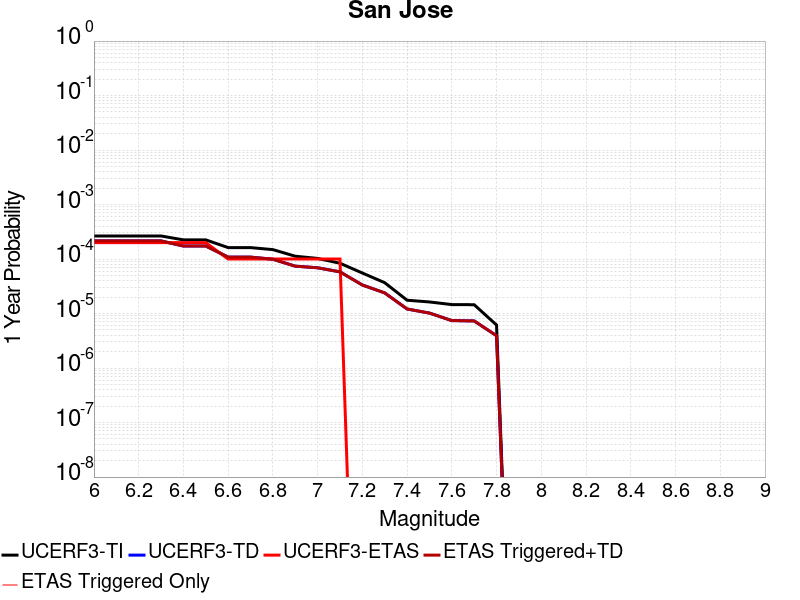 San Jose
10^0
10^-1
10^-2
10^-3
10^-4
10^-5
10^-6
10^-7
10^-8
1 Year Probability
6 6.2 6.4 6.6 6.8 7 7.2 7.4 7.6 7.8 8 8.2 8.4 8.6 8.8 9
Magnitude
UCERF3-TI UCERF3-TD UCERF3-ETAS ETAS Triggered+TD
ETAS Triggered Only